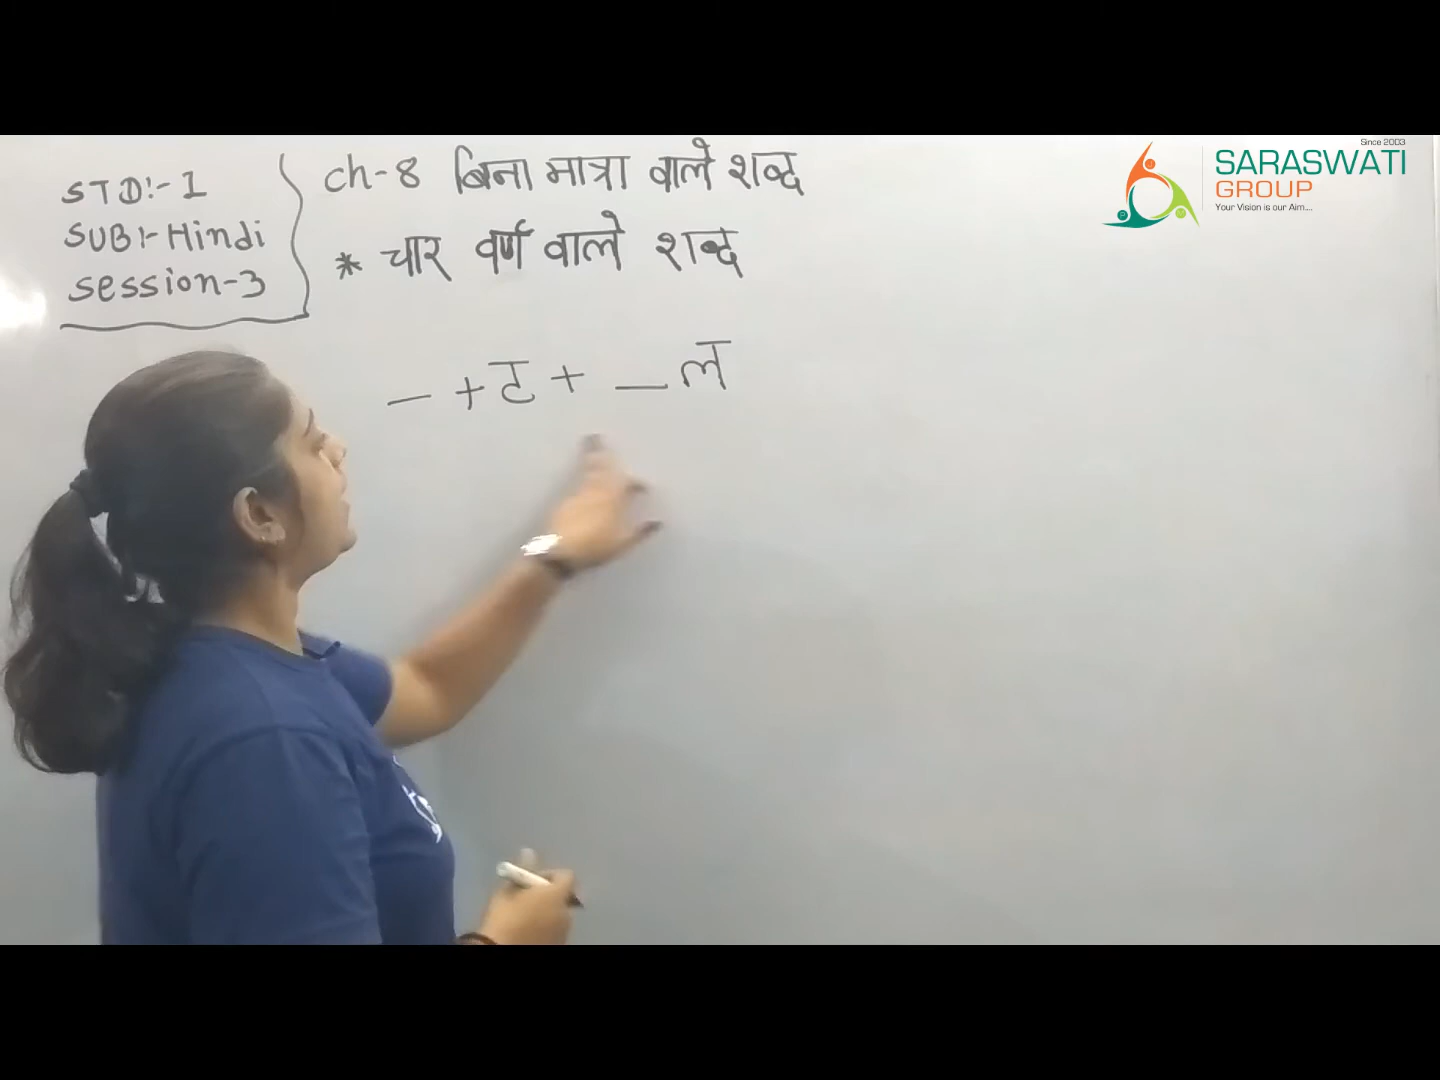 STD:-1
SUB:-Hindi
Session-3
ch-8 बिना मात्रा वाले शब्द
* चार वर्ण वाले शब्द
_ + ट + _ ल
Since 2003
SARASWATI
GROUP
Your Vision is our Aim....